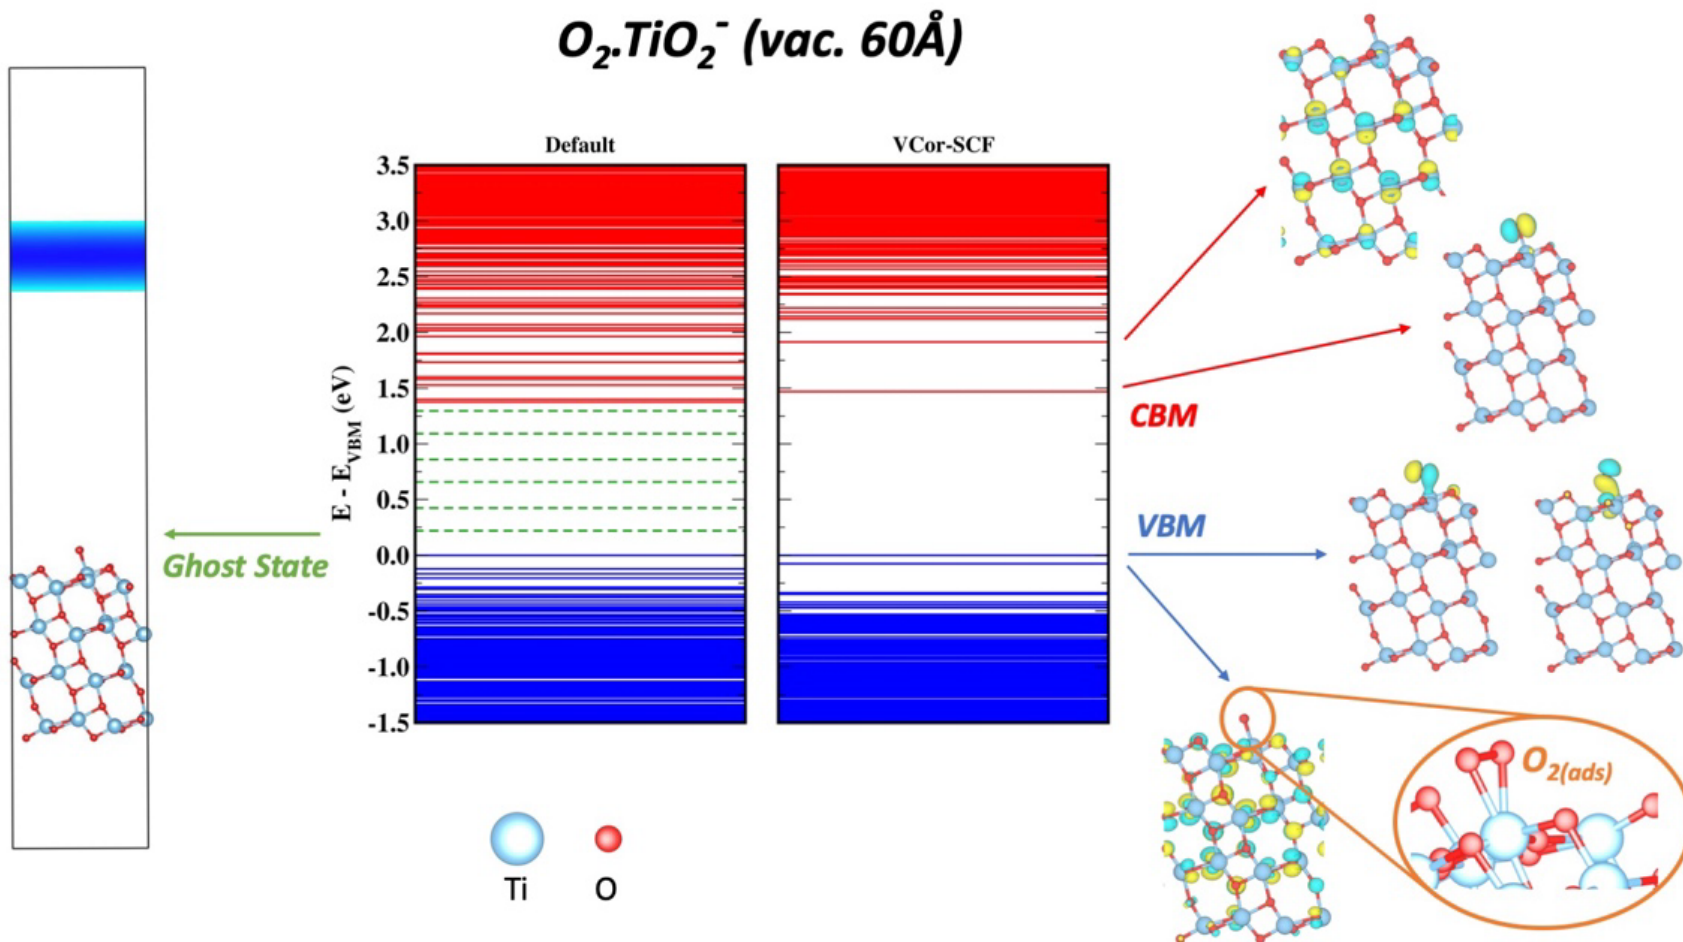 O₂.TiO₂⁻ (vac. 60Å)
Default
VCor-SCF
3.5
3.0
2.5
2.0
1.5
1.0
0.5
0.0
-0.5
-1.0
-1.5
E - E_VBM (eV)
Ghost State
CBM
VBM
O₂(ads)
Ti
O